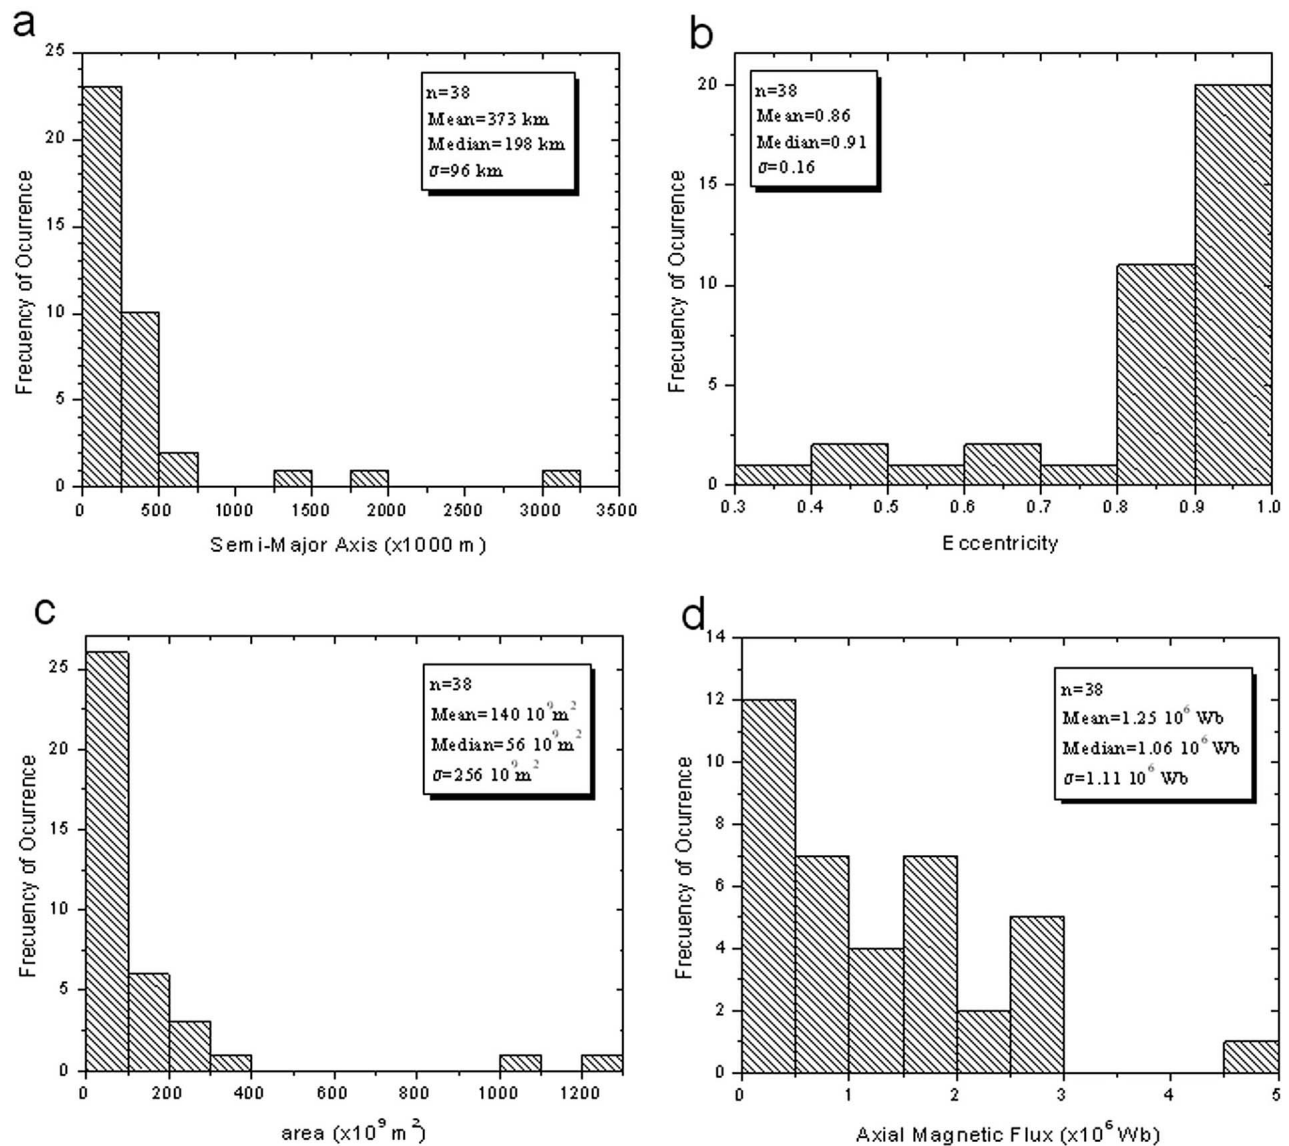 a
25
20
15
10
5
0
Frecuency of Ocurrence
n=38
Mean=373 km
Median=198 km
σ=96 km
0 500 1000 1500 2000 2500 3000 3500
Semi-Major Axis (x1000 m)
b
20
15
10
5
0
Frecuency of Ocurrence
n=38
Mean=0.86
Median=0.91
σ=0.16
0.3 0.4 0.5 0.6 0.7 0.8 0.9 1.0
Eccentricity
c
25
20
15
10
5
0
Frecuency of Ocurrence
n=38
Mean=140 10⁹m²
Median=56 10⁹m²
σ=256 10⁹m²
0 200 400 600 800 1000 1200
area (x10⁹ m²)
d
14
12
10
8
6
4
2
0
Frecuency of Ocurrence
n=38
Mean=1.25 10⁶ Wb
Median=1.06 10⁶ Wb
σ=1.11 10⁶ Wb
0 1 2 3 4 5
Axial Magnetic Flux (x10⁶ Wb)